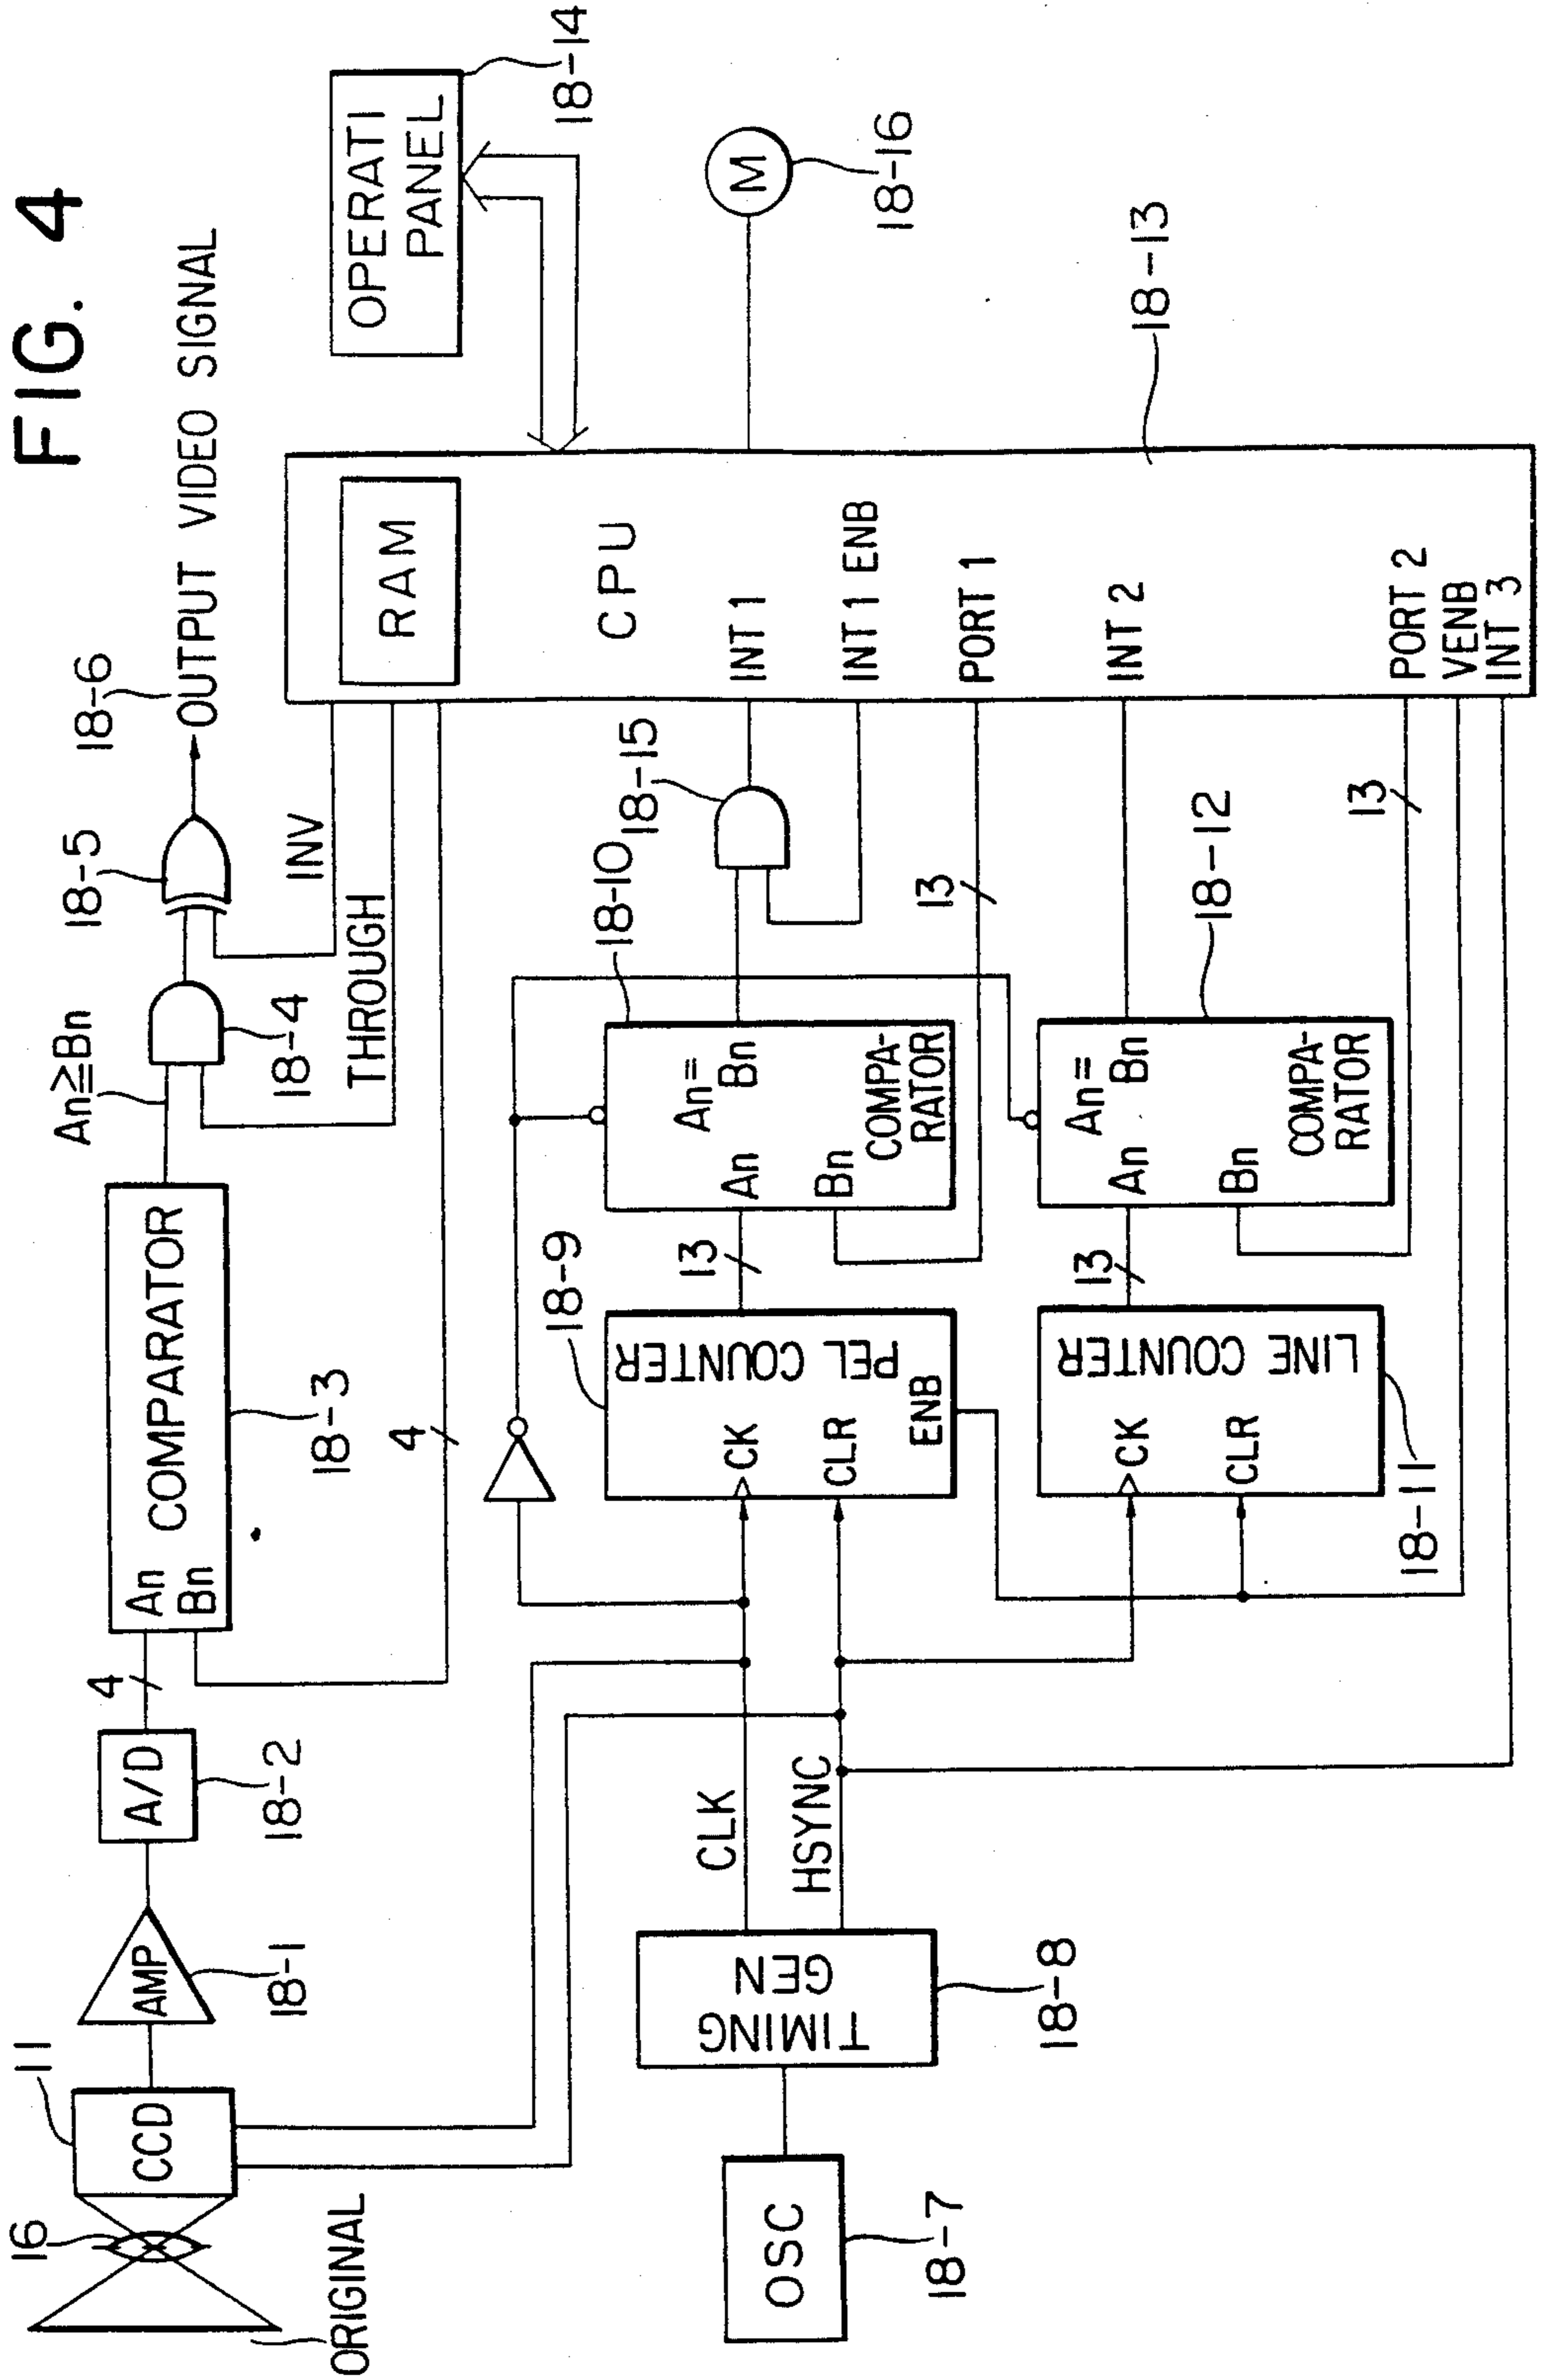 FIG. 4
16
11
ORIGINAL
CCD
AMP
18-1
A/D
18-2
4
An
Bn
COMPARATOR
18-3
An≧Bn
18-4
18-5
18-6
OUTPUT VIDEO SIGNAL
INV
THROUGH
4
OPERATI
PANEL
18-14
RAM
CPU
INT 1
INT 1 ENB
PORT 1
INT 2
PORT 2
VENB
INT 3
M
18-16
18-13
OSC
18-7
TIMING
GEN
18-8
CLK
HSYNC
18-9
PEL COUNTER
CK
CLR
ENB
13
18-10
An=
Bn
An
Bn
COMPA-
RATOR
18-15
13
LINE COUNTER
CK
CLR
18-11
13
An=
Bn
An
Bn
COMPA-
RATOR
18-12
13